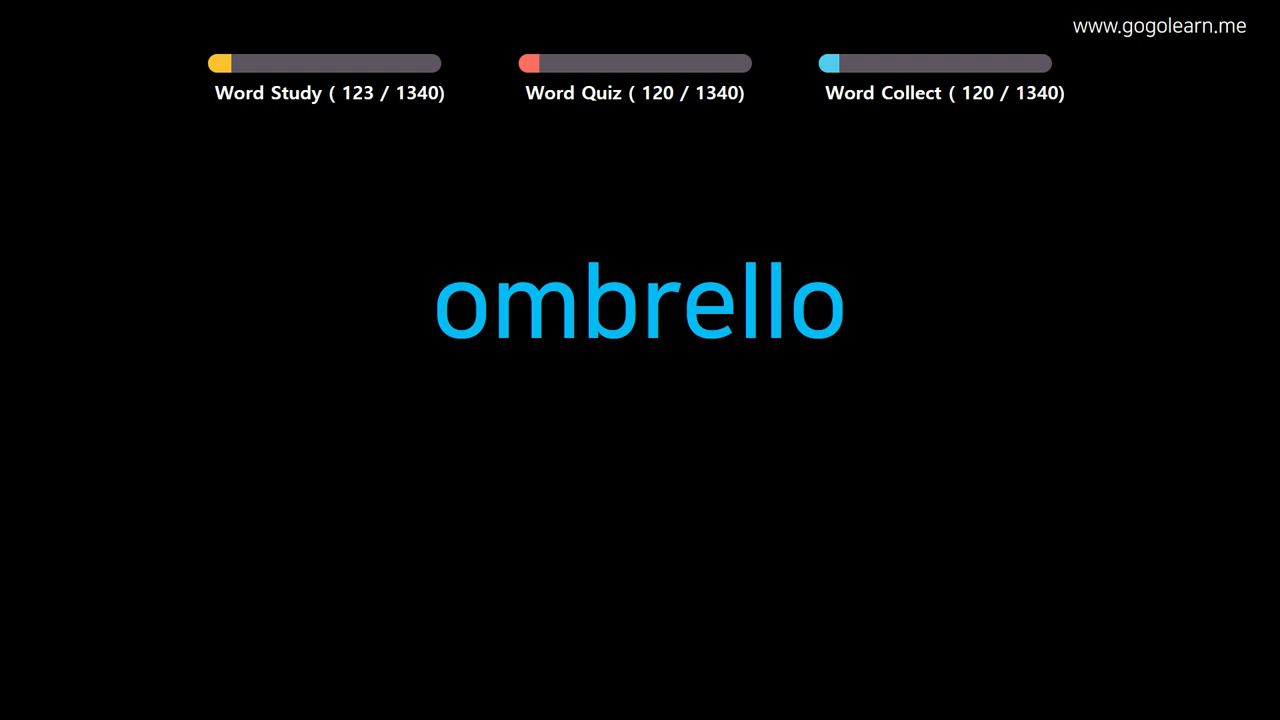 www.gogolearn.me
Word Study ( 123 / 1340)
Word Quiz ( 120 / 1340)
Word Collect ( 120 / 1340)
ombrello